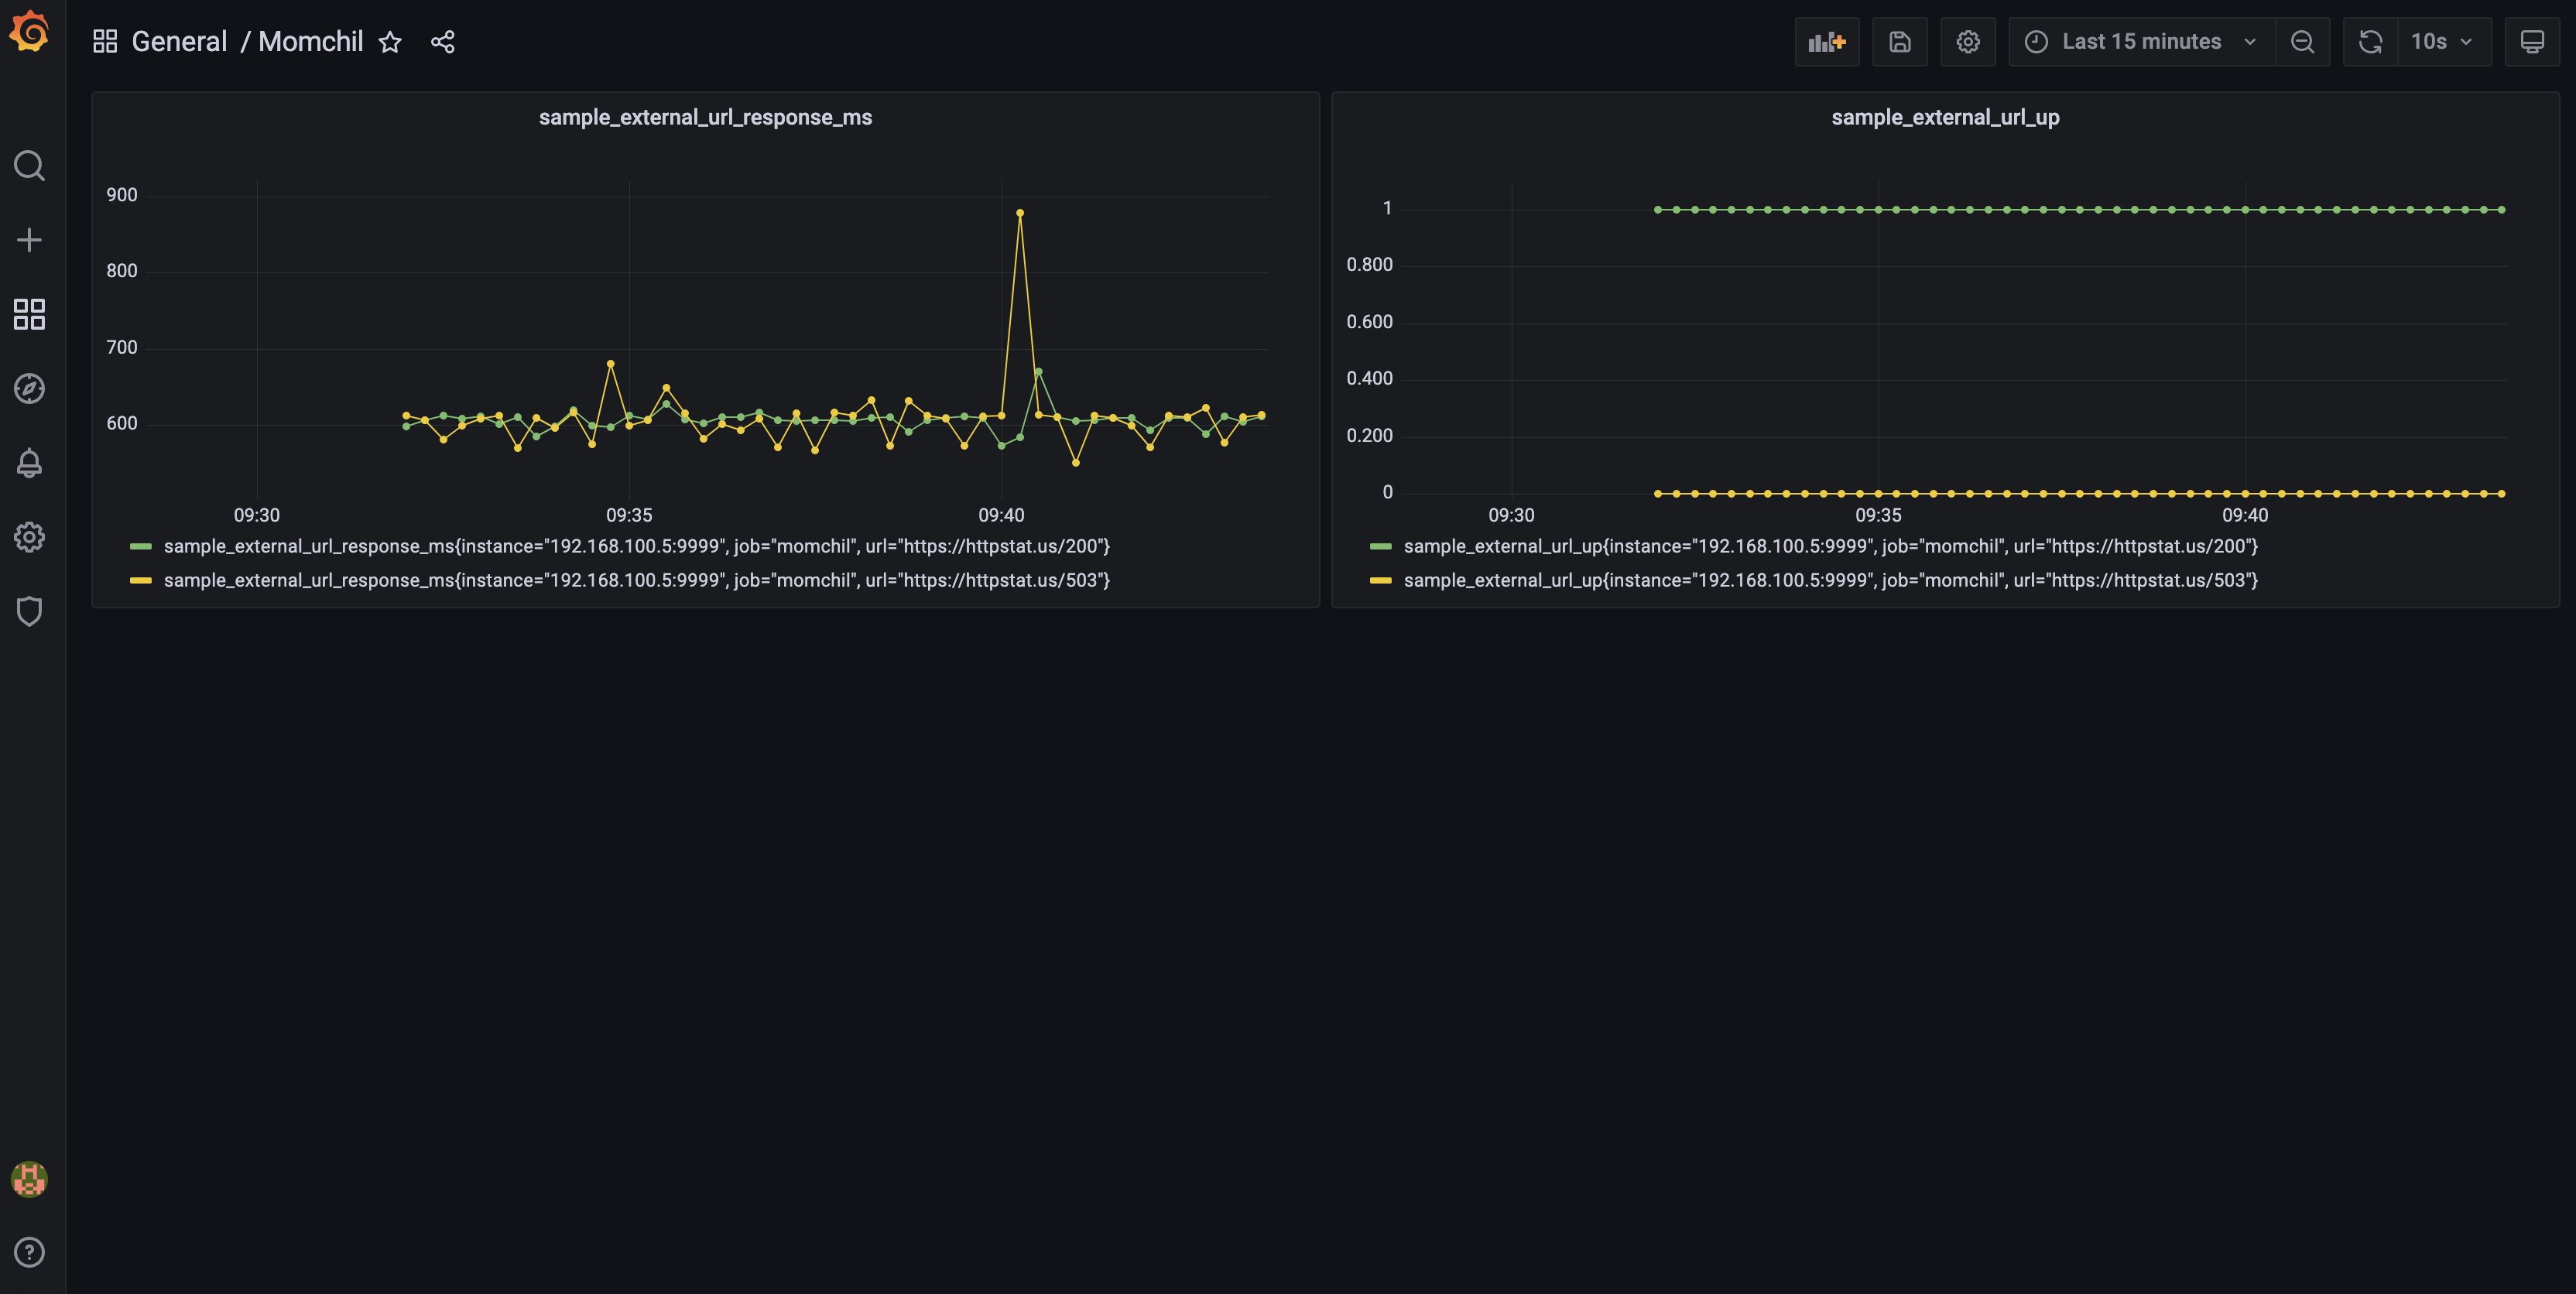 General / Momchil
Last 15 minutes
10s
sample_external_url_response_ms
900
800
700
600
09:30
09:35
09:40
sample_external_url_response_ms{instance="192.168.100.5:9999", job="momchil", url="https://httpstat.us/200"}
sample_external_url_response_ms{instance="192.168.100.5:9999", job="momchil", url="https://httpstat.us/503"}
sample_external_url_up
1
0.800
0.600
0.400
0.200
0
09:30
09:35
09:40
sample_external_url_up{instance="192.168.100.5:9999", job="momchil", url="https://httpstat.us/200"}
sample_external_url_up{instance="192.168.100.5:9999", job="momchil", url="https://httpstat.us/503"}